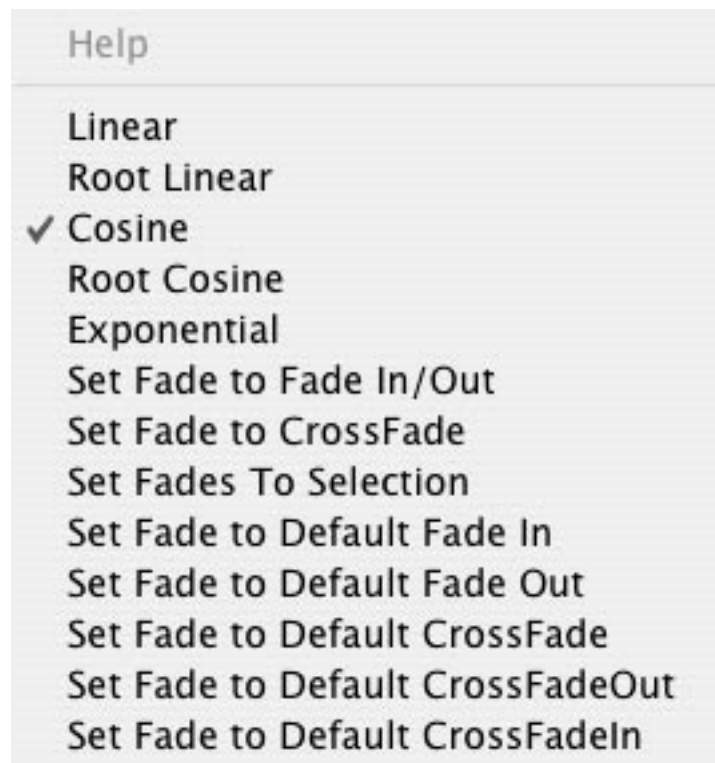 Help
Linear
Root Linear
✓ Cosine
Root Cosine
Exponential
Set Fade to Fade In/Out
Set Fade to CrossFade
Set Fades To Selection
Set Fade to Default Fade In
Set Fade to Default Fade Out
Set Fade to Default CrossFade
Set Fade to Default CrossFadeOut
Set Fade to Default CrossFadeIn